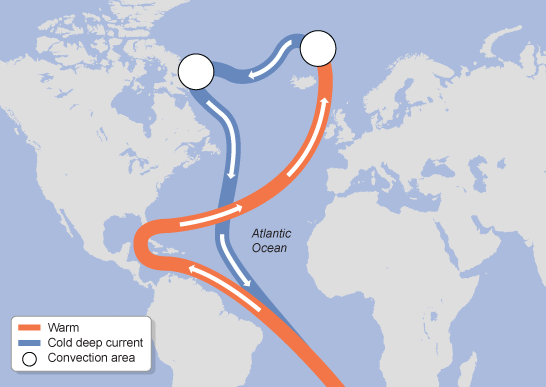 Atlantic
Ocean
Warm
Cold deep current
Convection area